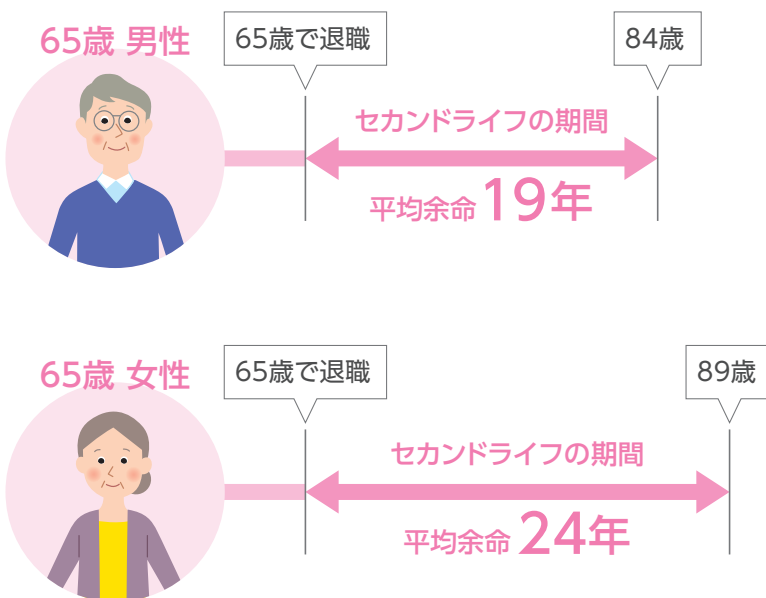 65歳 男性
65歳で退職
84歳
セカンドライフの期間
平均余命 19年
65歳 女性
65歳で退職
89歳
セカンドライフの期間
平均余命 24年